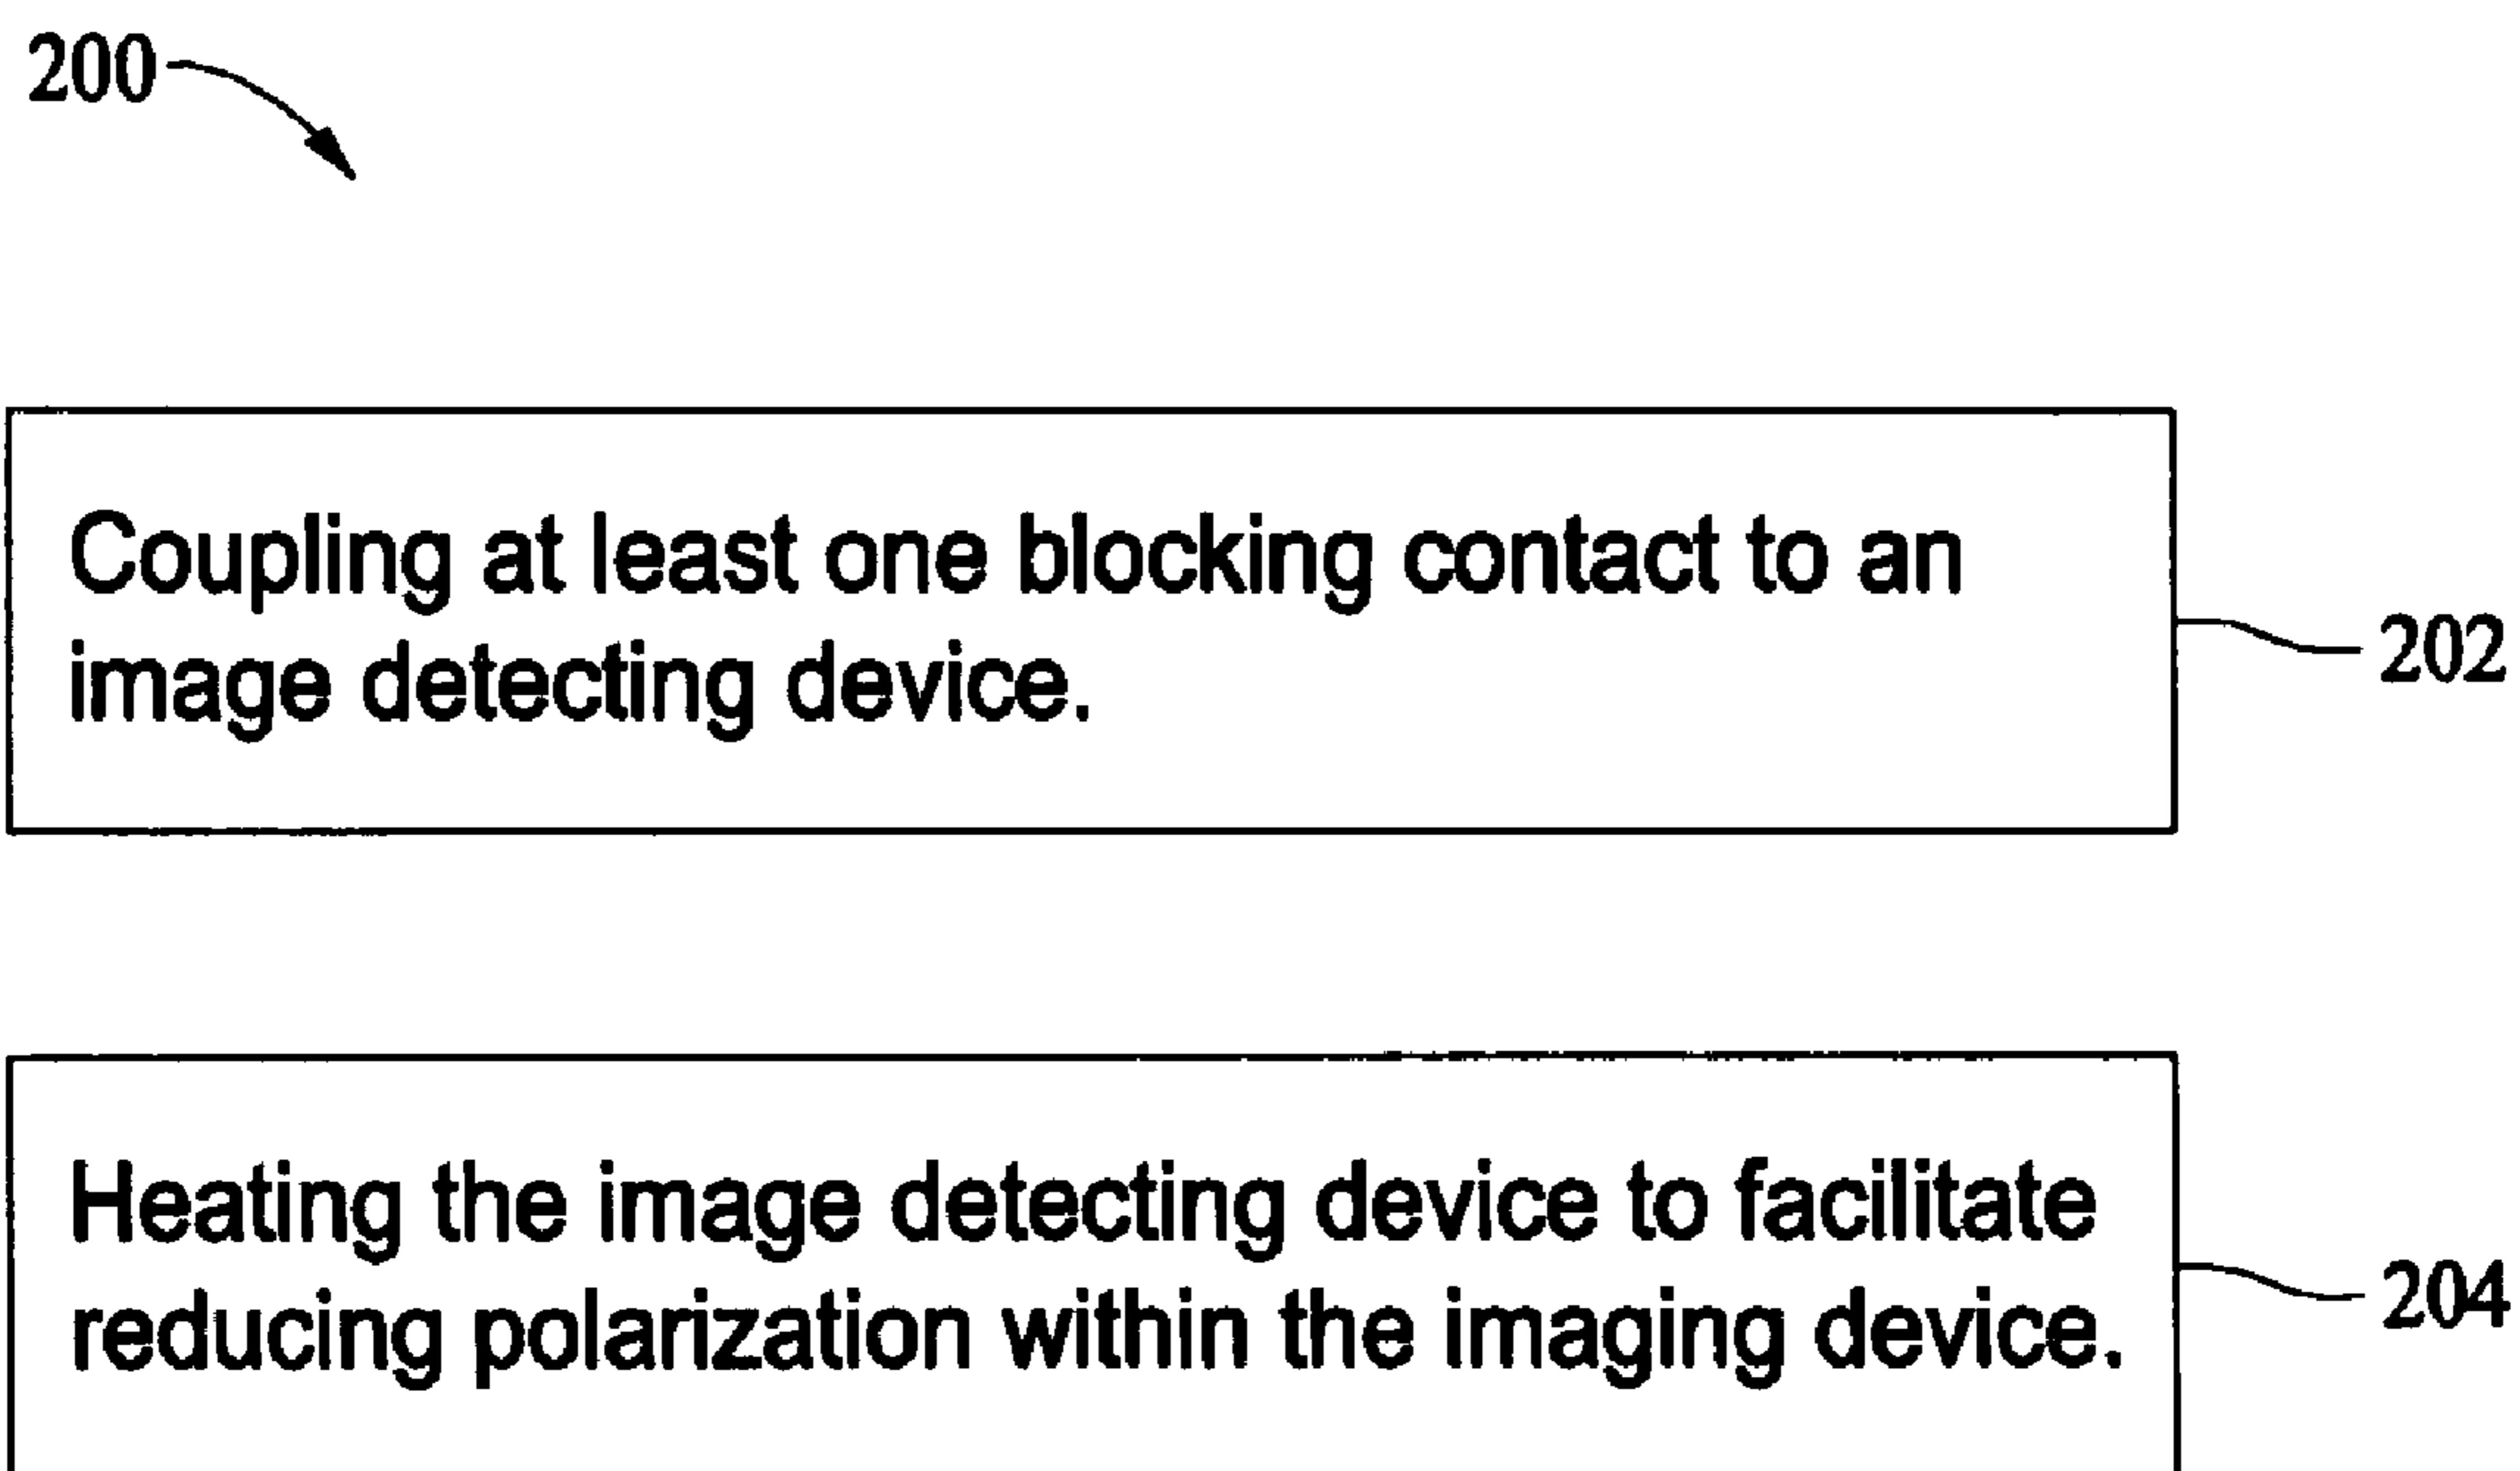 200
Coupling at least one blocking contact to an
image detecting device.
202
Heating the image detecting device to facilitate
reducing polarization within the imaging device.
204